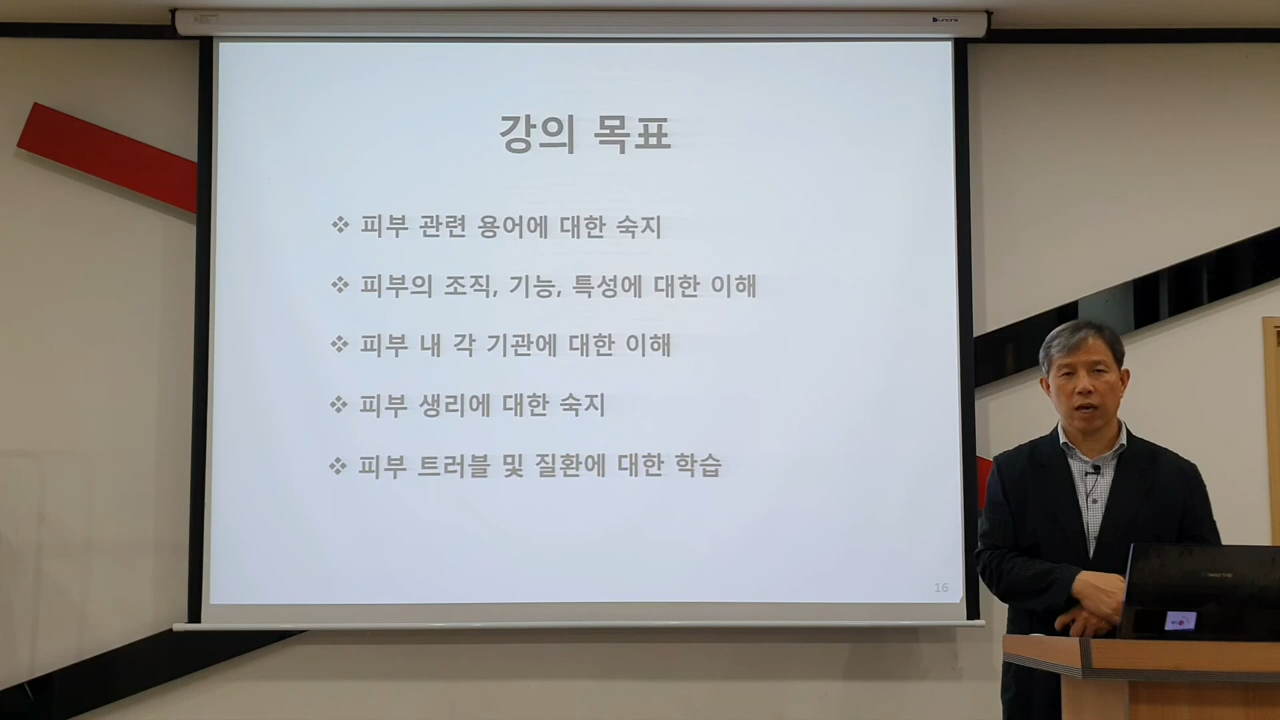 강의 목표
❖ 피부 관련 용어에 대한 숙지
❖ 피부의 조직, 기능, 특성에 대한 이해
❖ 피부 내 각 기관에 대한 이해
❖ 피부 생리에 대한 숙지
❖ 피부 트러블 및 질환에 대한 학습
16